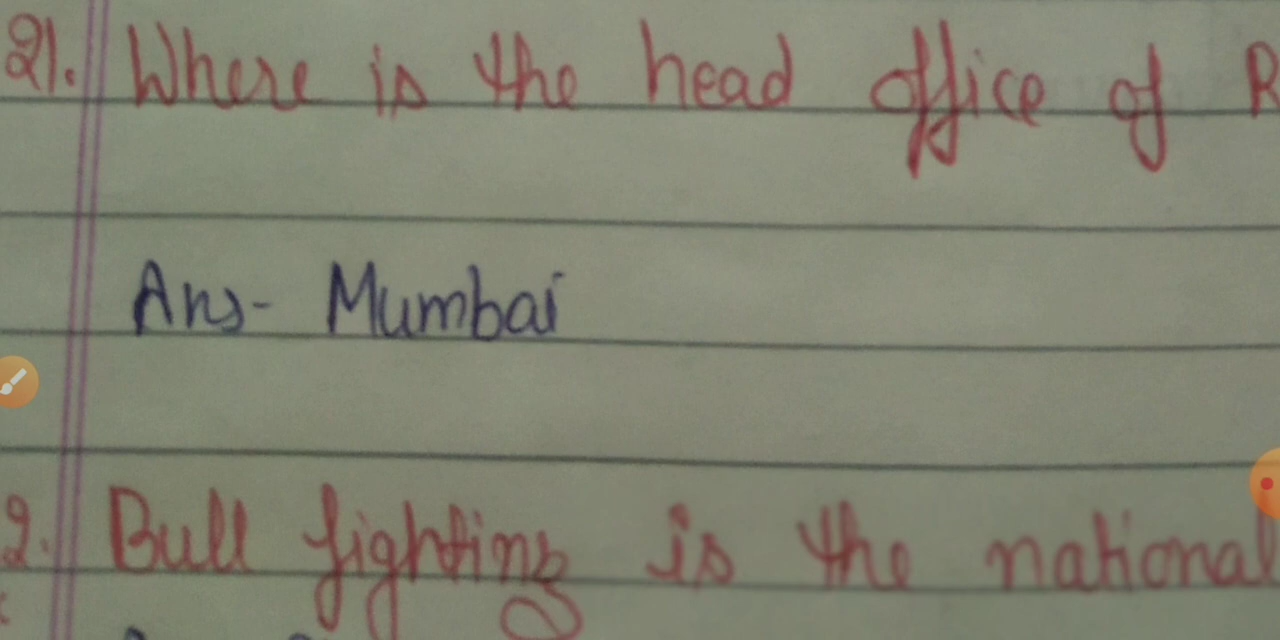 21. Where is the head office of R
Ans- Mumbai
2. Bull fighting is the national